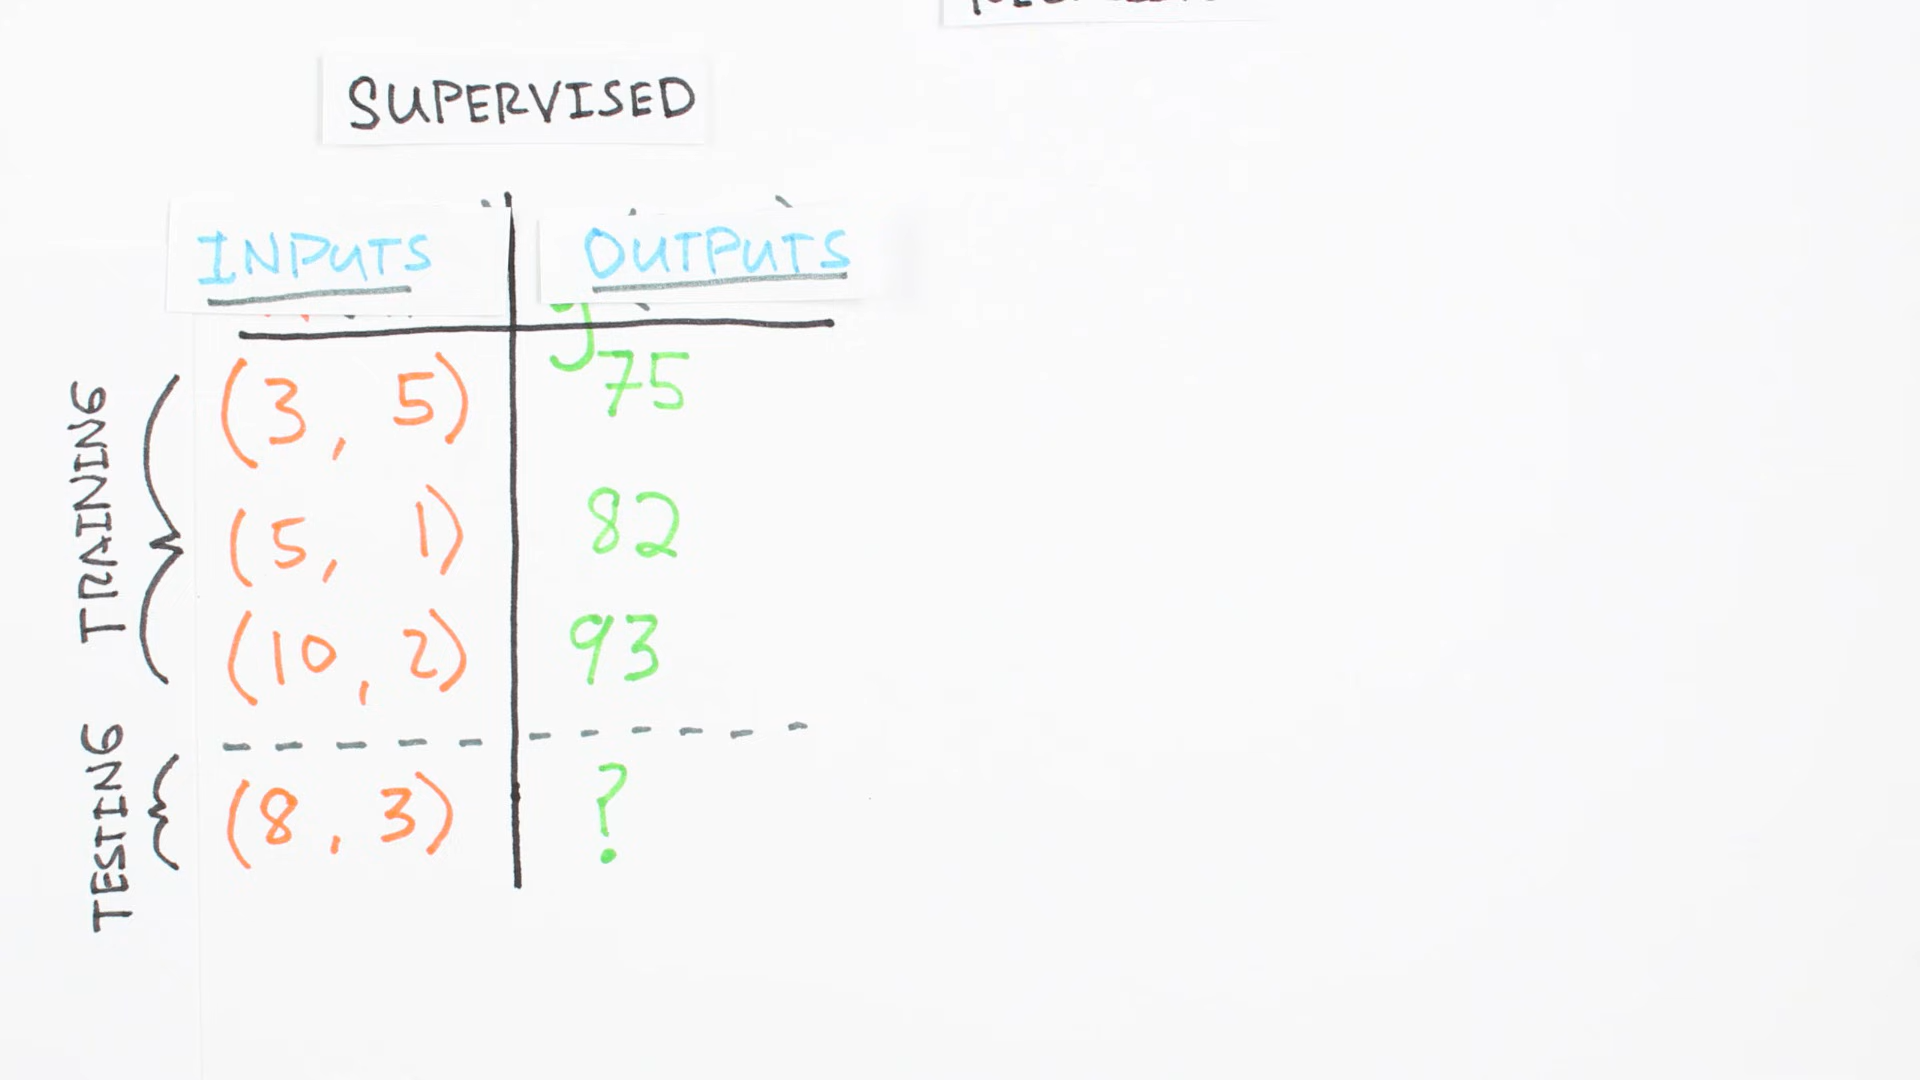 SUPERVISED
INPUTS OUTPUTS
y
(3, 5) 75
(5, 1) 82
(10, 2) 93
(8, 3) ?
TRAINING
TESTING